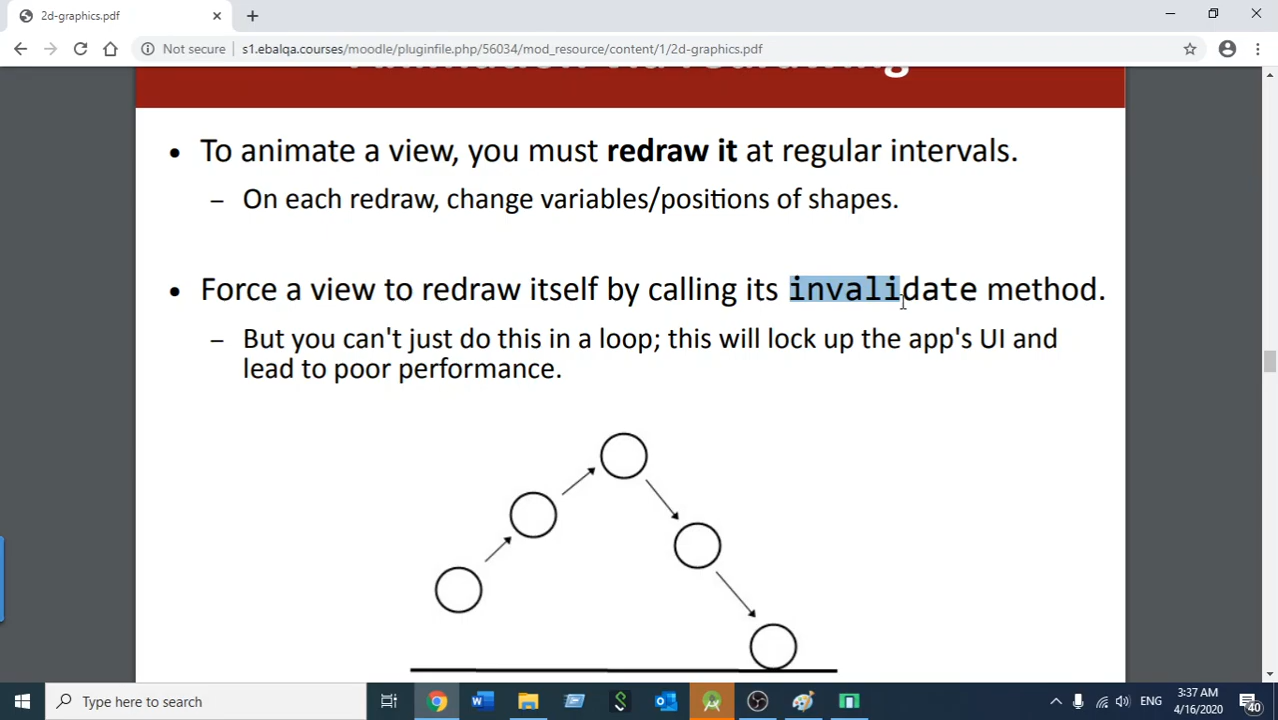 2d-graphics.pdf
Not secure
s1.ebalqa.courses/moodle/pluginfile.php/56034/mod_resource/content/1/2d-graphics.pdf
• To animate a view, you must redraw it at regular intervals.
– On each redraw, change variables/positions of shapes.
• Force a view to redraw itself by calling its invalidate method.
– But you can't just do this in a loop; this will lock up the app's UI and
lead to poor performance.
Type here to search
ENG
3:37 AM
4/16/2020
40